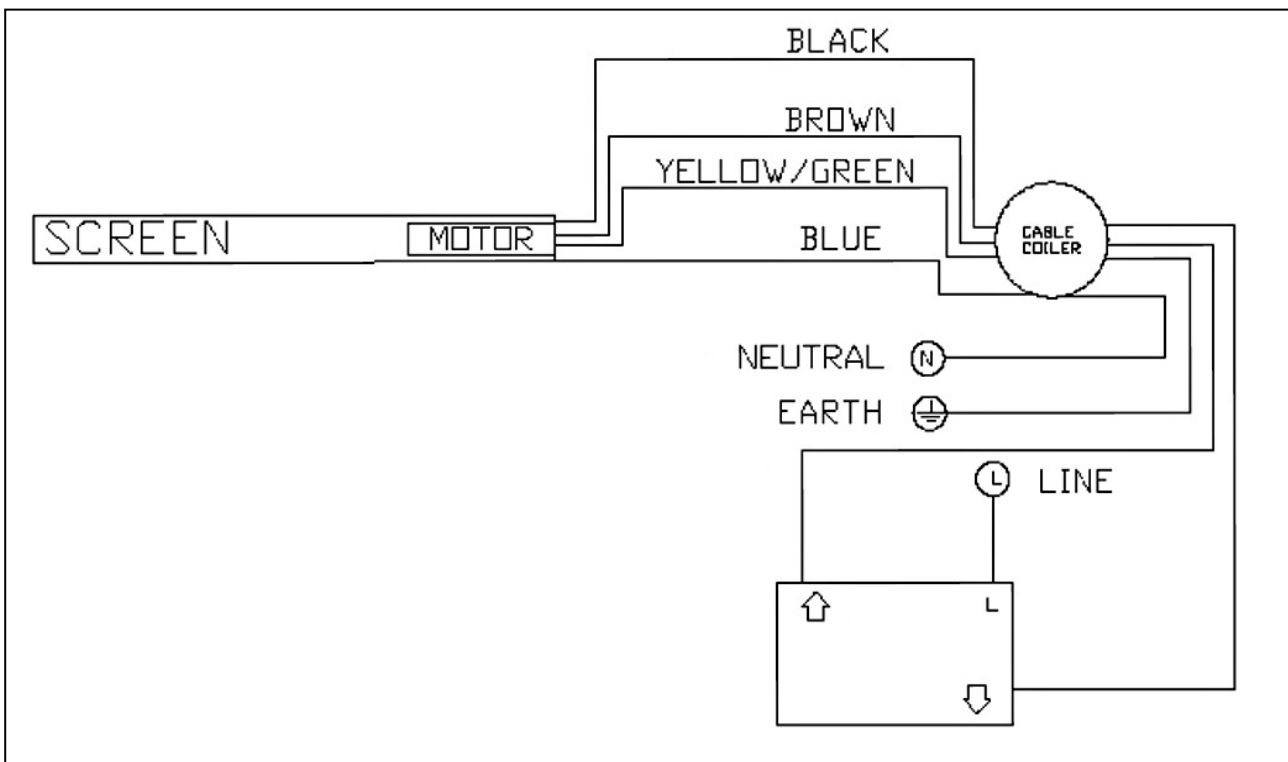 BLACK
BROWN
YELLOW/GREEN
SCREEN
MOTOR
BLUE
CABLE
COILER
NEUTRAL N
EARTH
L LINE
L